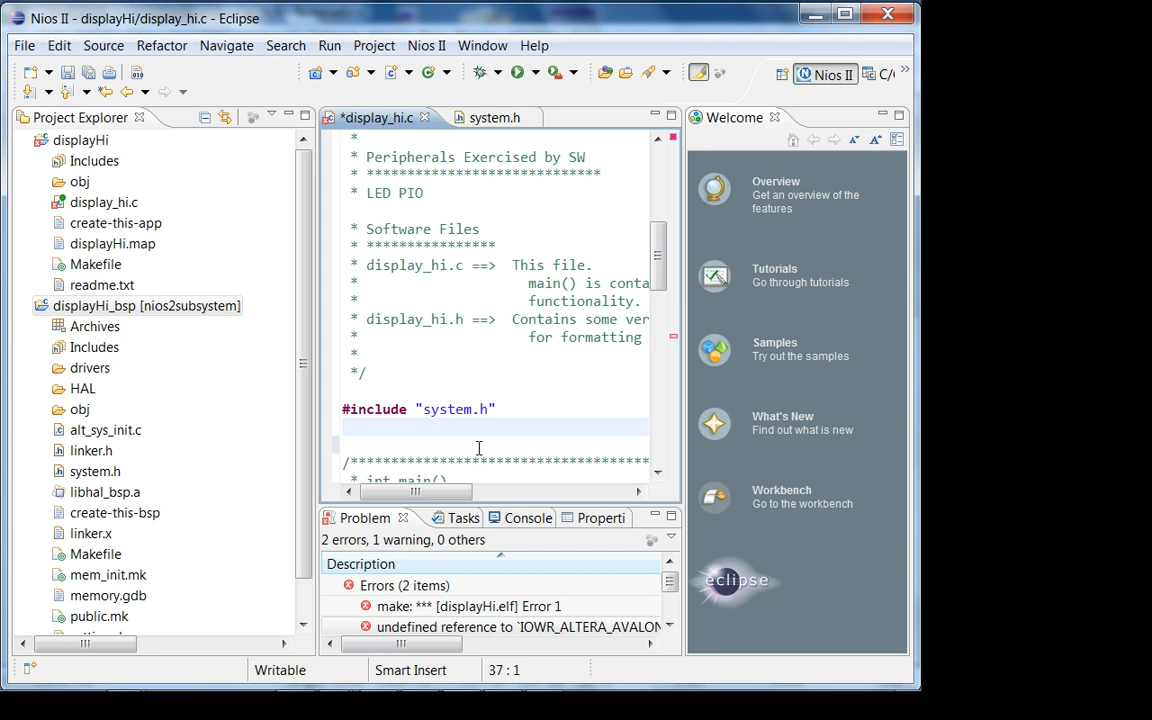 Nios II - displayHi/display_hi.c - Eclipse
File Edit Source Refactor Navigate Search Run Project Nios II Window Help
Nios II C/
Project Explorer
displayHi
Includes
obj
display_hi.c
create-this-app
displayHi.map
Makefile
readme.txt
displayHi_bsp [nios2subsystem]
Archives
Includes
drivers
HAL
obj
alt_sys_init.c
linker.h
system.h
libhal_bsp.a
create-this-bsp
linker.x
Makefile
mem_init.mk
memory.gdb
public.mk
*display_hi.c system.h
*
* Peripherals Exercised by SW
* *****************************
* LED PIO
* Software Files
* ****************
* display_hi.c ==> This file.
* main() is conta
* functionality.
* display_hi.h ==> Contains some ver
* for formatting
*
*/
#include "system.h"
/**************************************
* int main()
Problem Tasks Console Properti
2 errors, 1 warning, 0 others
Description
Errors (2 items)
make: *** [displayHi.elf] Error 1
undefined reference to `IOWR_ALTERA_AVALON
Welcome
Overview
Get an overview of the
features
Tutorials
Go through tutorials
Samples
Try out the samples
What's New
Find out what is new
Workbench
Go to the workbench
eclipse
Writable Smart Insert 37 : 1